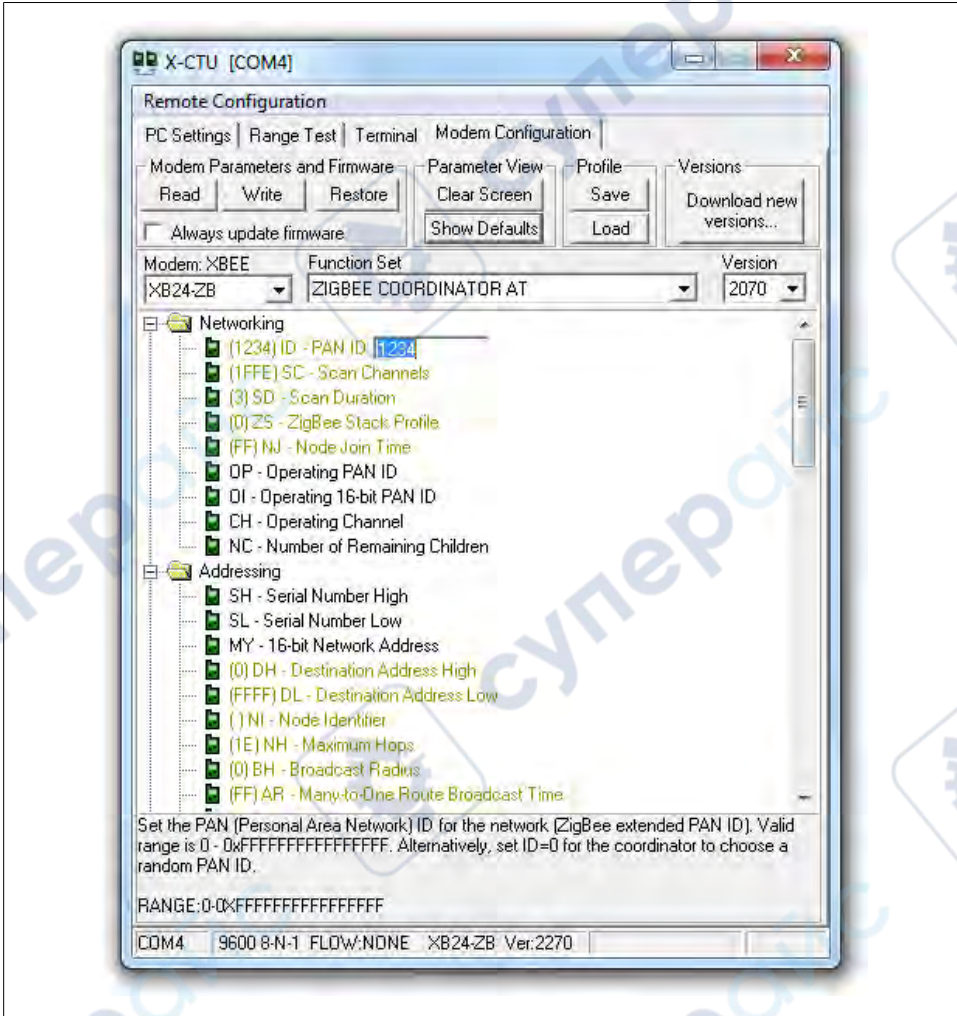 X-CTU [COM4]
Remote Configuration
PC Settings Range Test Terminal Modem Configuration
Modem Parameters and Firmware Parameter View Profile Versions
Read Write Restore Clear Screen Save Download new versions...
Always update firmware Show Defaults Load
Modem: XBEE Function Set Version
XB24-ZB ZIGBEE COORDINATOR AT 2070
Networking
(1234) ID - PAN ID 1234
(1FFE) SC - Scan Channels
(3) SD - Scan Duration
(0) ZS - ZigBee Stack Profile
(FF) NJ - Node Join Time
OP - Operating PAN ID
OI - Operating 16-bit PAN ID
CH - Operating Channel
NC - Number of Remaining Children
Addressing
SH - Serial Number High
SL - Serial Number Low
MY - 16-bit Network Address
(0) DH - Destination Address High
(FFFF) DL - Destination Address Low
( ) NI - Node Identifier
(1E) NH - Maximum Hops
(0) BH - Broadcast Radius
(FF) AR - Many-to-One Route Broadcast Time
Set the PAN (Personal Area Network) ID for the network (ZigBee extended PAN ID). Valid
range is 0 - 0xFFFFFFFFFFFFFFFF. Alternatively, set ID=0 for the coordinator to choose a
random PAN ID.
RANGE:0-0XFFFFFFFFFFFFFFFF
COM4 9600 8-N-1 FLOW:NONE XB24-ZB Ver:2270
суперайс